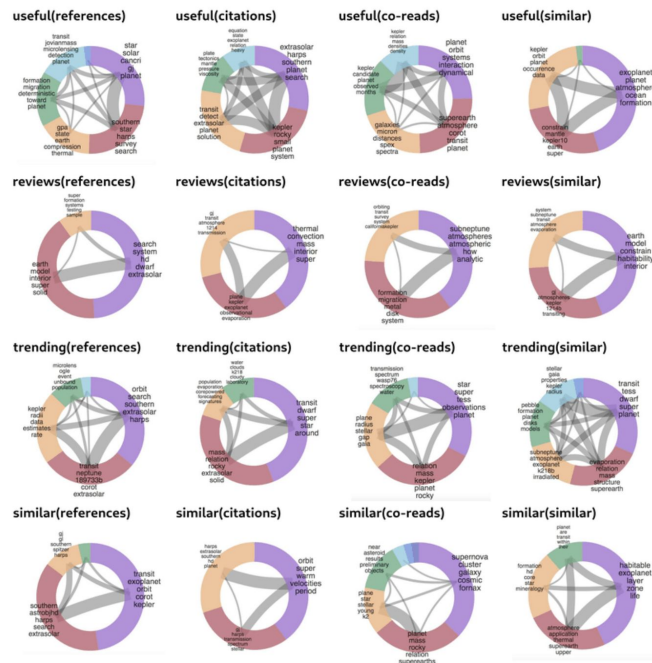 useful(references)
transit
jovianmass
microlensing
detection
planet
star
solar
cancri
gj
planet
formation
migration
deterministic
toward
planet
gpa
state
earth
compression
thermal
southern
star
harps
survey
search
useful(citations)
equation
state
exoplanet
relation
heavy
extrasolar
harps
southern
planet
search
plate
tectonics
mantle
pressure
viscosity
transit
detect
extrasolar
planet
solution
kepler
rocky
small
planet
system
useful(co-reads)
kepler
relation
mass
densities
density
planet
orbit
systems
interaction
dynamical
kepler
candidate
planet
observed
months
galaxies
micron
distances
spex
spectra
superearth
atmosphere
corot
transit
planet
useful(similar)
kepler
orbit
planet
occurrence
data
exoplanet
planet
atmosphere
ocean
formation
constrain
mantle
kepler10
earth
super
reviews(references)
super
formation
systems
testing
sample
search
system
hd
dwarf
extrasolar
earth
model
interior
super
solid
reviews(citations)
gj
transit
atmosphere
1214
transmission
thermal
convection
mass
interior
super
plane
kepler
exoplanet
observational
evaporation
reviews(co-reads)
orbiting
transit
survey
system
californiakepler
subneptune
atmospheres
atmospheric
how
analytic
formation
migration
metal
disk
system
reviews(similar)
system
subneptune
transit
atmosphere
evaporation
earth
model
constrain
habitability
interior
gj
atmospheres
kepler
1214b
transiting
trending(references)
microlens
ogle
event
unbound
population
orbit
search
southern
extrasolar
harps
kepler
radii
data
estimates
rate
transit
neptune
189733b
corot
extrasolar
trending(citations)
water
clouds
k218
cloudy
laboratory
population
evaporation
corepowered
forecasting
signatures
transit
dwarf
super
star
around
mass
relation
rocky
extrasolar
solid
trending(co-reads)
transmission
spectrum
wasp76
spectroscopy
water
star
super
tess
observations
planet
plane
radius
stellar
gap
gaia
relation
mass
kepler
planet
rocky
trending(similar)
stellar
gaia
properties
kepler
radius
transit
tess
dwarf
super
planet
pebble
formation
planet
disks
models
subneptune
atmosphere
exoplanet
k218b
irradiated
evaporation
relation
mass
structure
superearth
similar(references)
southern
spitzer
harps
transit
exoplanet
orbit
corot
kepler
southern
astrobjhd
harps
search
extrasolar
similar(citations)
harps
extrasolar
southern
hd
planet
orbit
super
warm
velocities
period
gj
harps
transmission
spectrum
stellar
similar(co-reads)
near
asteroid
results
preliminary
objects
supernova
cluster
galaxy
cosmic
fornax
plane
star
stellar
young
k2
planet
mass
rocky
relation
superearths
similar(similar)
planet
are
transit
within
their
habitable
exoplanet
layer
zone
life
formation
hd
core
star
mineralogy
atmosphere
application
thermal
superearth
upper